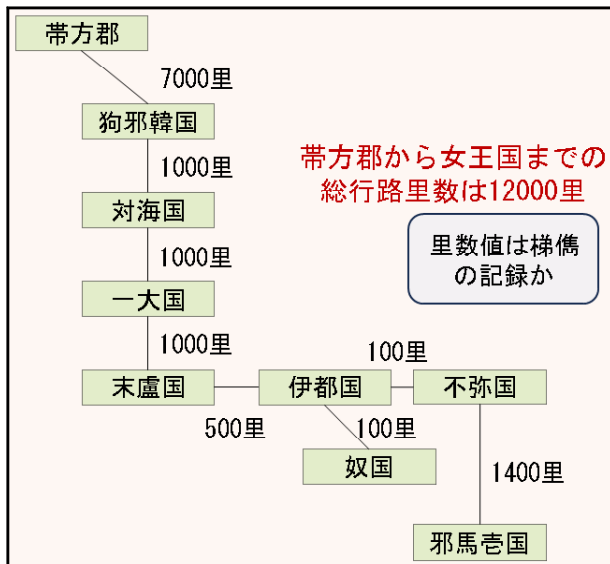 帯方郡
7000里
狗邪韓国
1000里
帯方郡から女王国までの
総行路里数は12000里
対海国
里数値は梯儁
の記録か
1000里
一大国
1000里
100里
末盧国
伊都国
不弥国
500里
100里
奴国
1400里
邪馬壱国